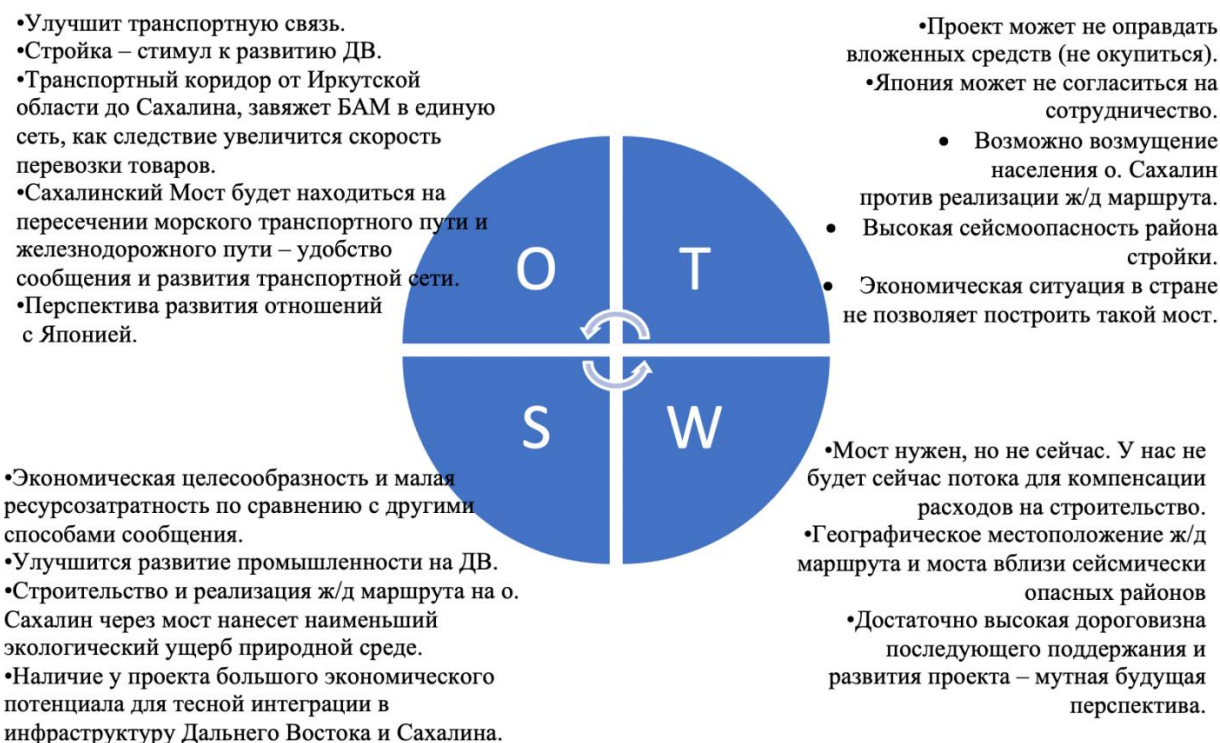 •Улучшит транспортную связь.
•Стройка – стимул к развитию ДВ.
•Транспортный коридор от Иркутской
области до Сахалина, завяжет БАМ в единую
сеть, как следствие увеличится скорость
перевозки товаров.
•Сахалинский Мост будет находиться на
пересечении морского транспортного пути и
железнодорожного пути – удобство
сообщения и развития транспортной сети.
•Перспектива развития отношений
с Японией.
•Проект может не оправдать
вложенных средств (не окупиться).
•Япония может не согласиться на
сотрудничество.
• Возможно возмущение
населения о. Сахалин
против реализации ж/д маршрута.
• Высокая сейсмоопасность района
стройки.
• Экономическая ситуация в стране
не позволяет построить такой мост.
O
T
S
W
•Экономическая целесообразность и малая
ресурсозатратность по сравнению с другими
способами сообщения.
•Улучшится развитие промышленности на ДВ.
•Строительство и реализация ж/д маршрута на о.
Сахалин через мост нанесет наименьший
экологический ущерб природной среде.
•Наличие у проекта большого экономического
потенциала для тесной интеграции в
инфраструктуру Дальнего Востока и Сахалина.
•Мост нужен, но не сейчас. У нас не
будет сейчас потока для компенсации
расходов на строительство.
•Географическое местоположение ж/д
маршрута и моста вблизи сейсмически
опасных районов
•Достаточно высокая дороговизна
последующего поддержания и
развития проекта – мутная будущая
перспектива.